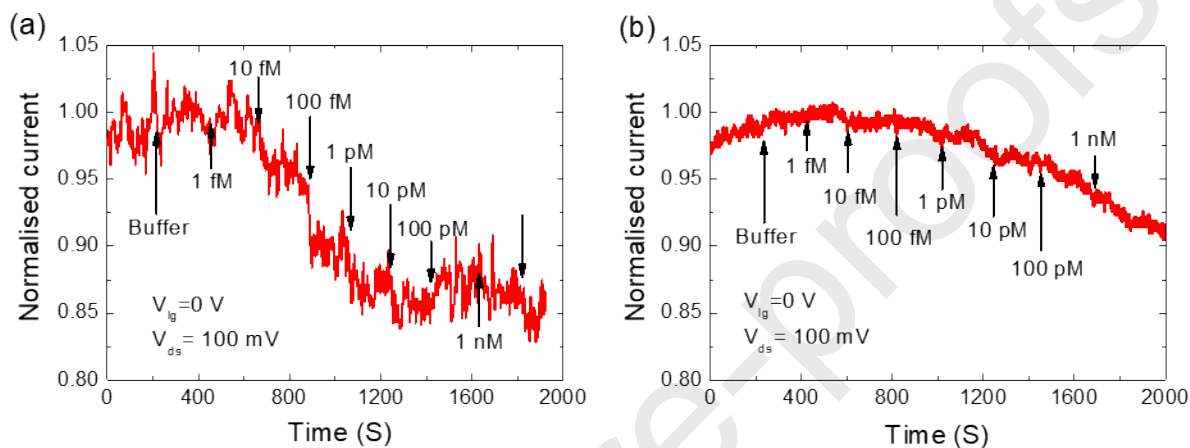 (a)
1.05
1.00
0.95
0.90
0.85
0.80
Normalised current
10 fM
100 fM
1 pM
1 fM
10 pM
Buffer
100 pM
V_lg=0 V
V_ds= 100 mV
1 nM
0 400 800 1200 1600 2000
Time (S)
(b)
1.05
1.00
0.95
0.90
0.85
0.80
Normalised current
1 nM
1 fM
10 fM
1 pM
Buffer
100 fM
10 pM
100 pM
V_lg=0 V
V_ds= 100 mV
0 400 800 1200 1600 2000
Time (S)
e-proofs